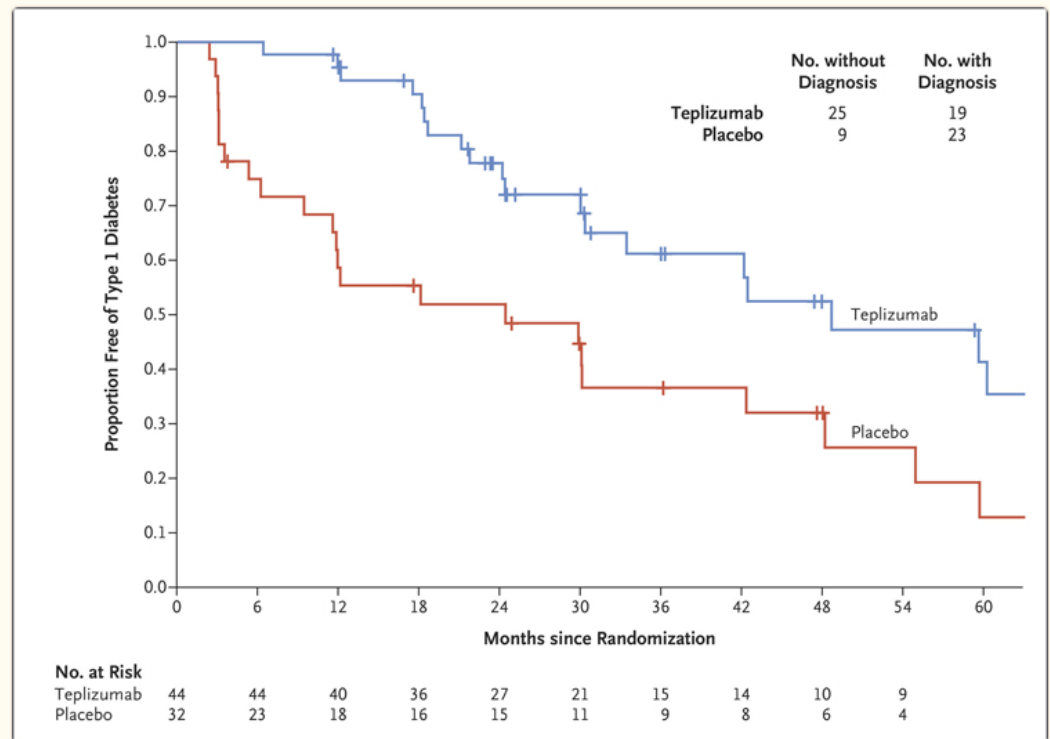 No. without No. with
Diagnosis Diagnosis
Teplizumab 25 19
Placebo 9 23
Proportion Free of Type 1 Diabetes
1.0
0.9
0.8
0.7
0.6
0.5
0.4
0.3
0.2
0.1
0.0
Teplizumab
Placebo
0 6 12 18 24 30 36 42 48 54 60
Months since Randomization
No. at Risk
Teplizumab 44 44 40 36 27 21 15 14 10 9
Placebo 32 23 18 16 15 11 9 8 6 4